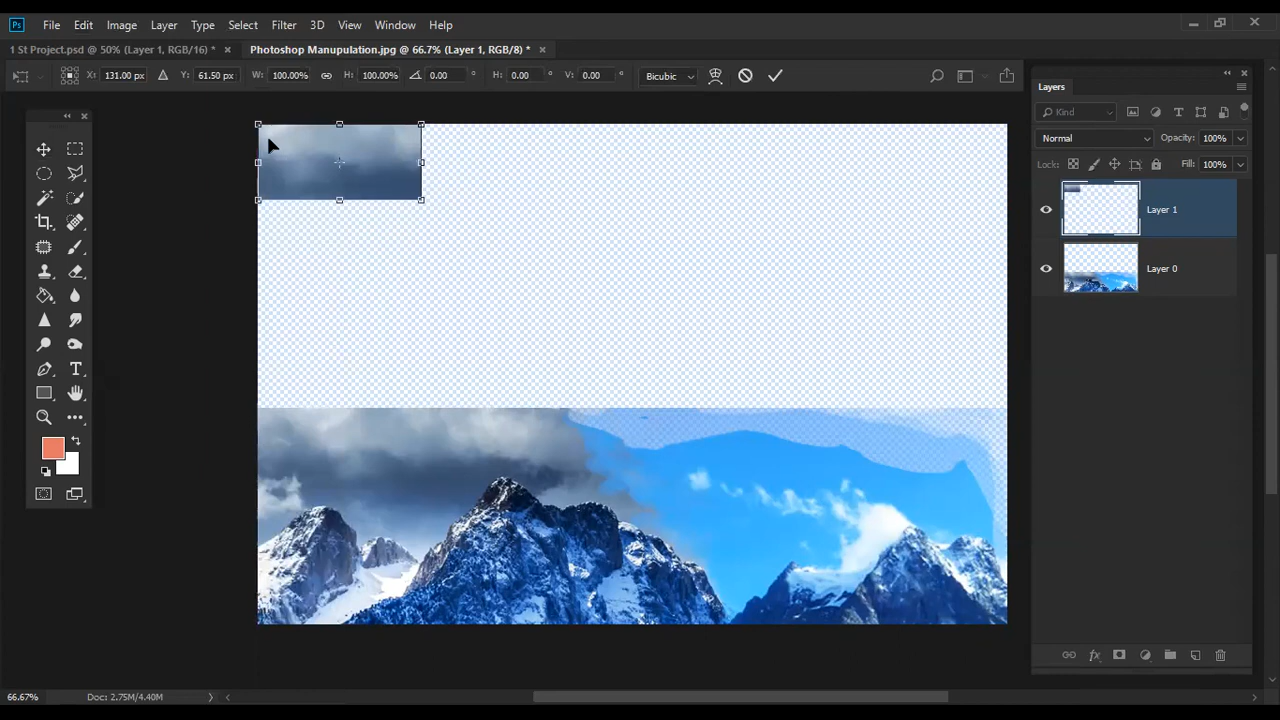 Ps File Edit Image Layer Type Select Filter 3D View Window Help
1 St Project.psd @ 50% (Layer 1, RGB/16) * × Photoshop Manupulation.jpg @ 66.7% (Layer 1, RGB/8) * ×
X: 131.00 px Y: 61.50 px W: 100.00% H: 100.00% 0.00 ° H: 0.00 ° V: 0.00 ° Bicubic
Layers
Kind
Normal Opacity: 100%
Lock: Fill: 100%
Layer 1
Layer 0
T
66.67% Doc: 2.75M/4.40M